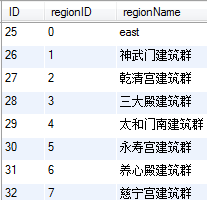 ID regionID regionName
25 0 east
26 1 神武门建筑群
27 2 乾清宫建筑群
28 3 三大殿建筑群
29 4 太和门南建筑群
30 5 永寿宫建筑群
31 6 养心殿建筑群
32 7 慈宁宫建筑群